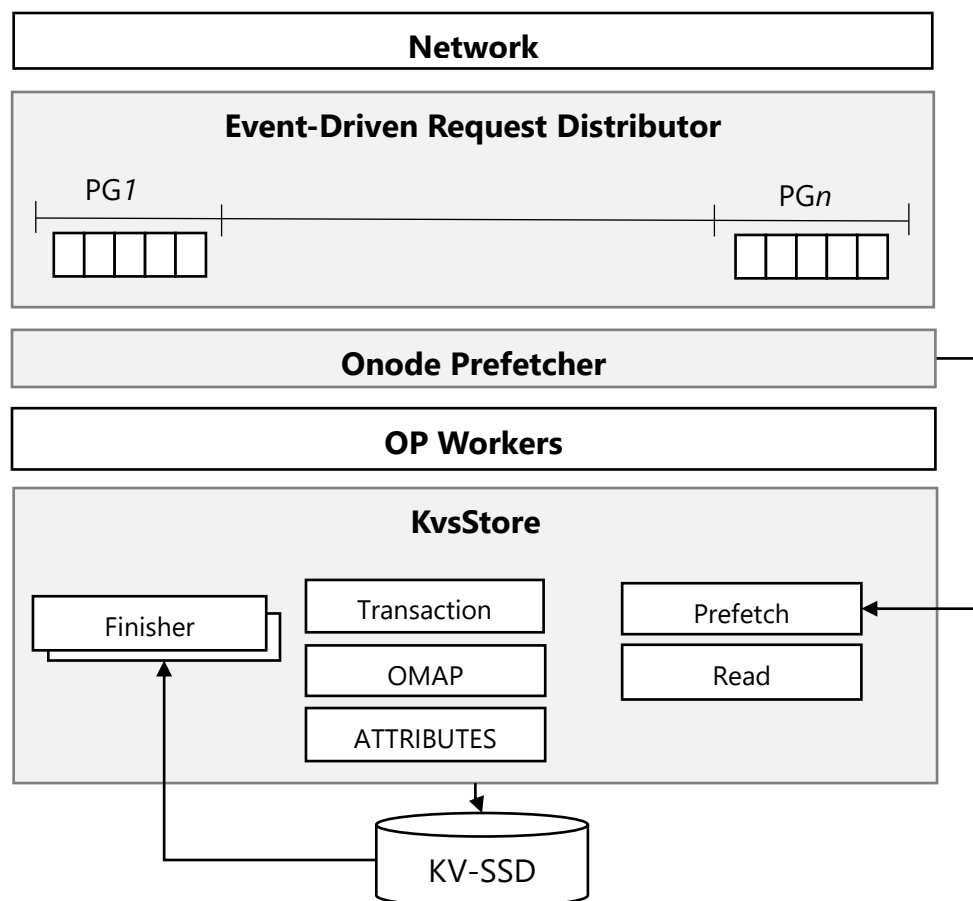 Network
Event-Driven Request Distributor
PG1
PGn
Onode Prefetcher
OP Workers
KvsStore
Finisher
Transaction
OMAP
ATTRIBUTES
Prefetch
Read
KV-SSD